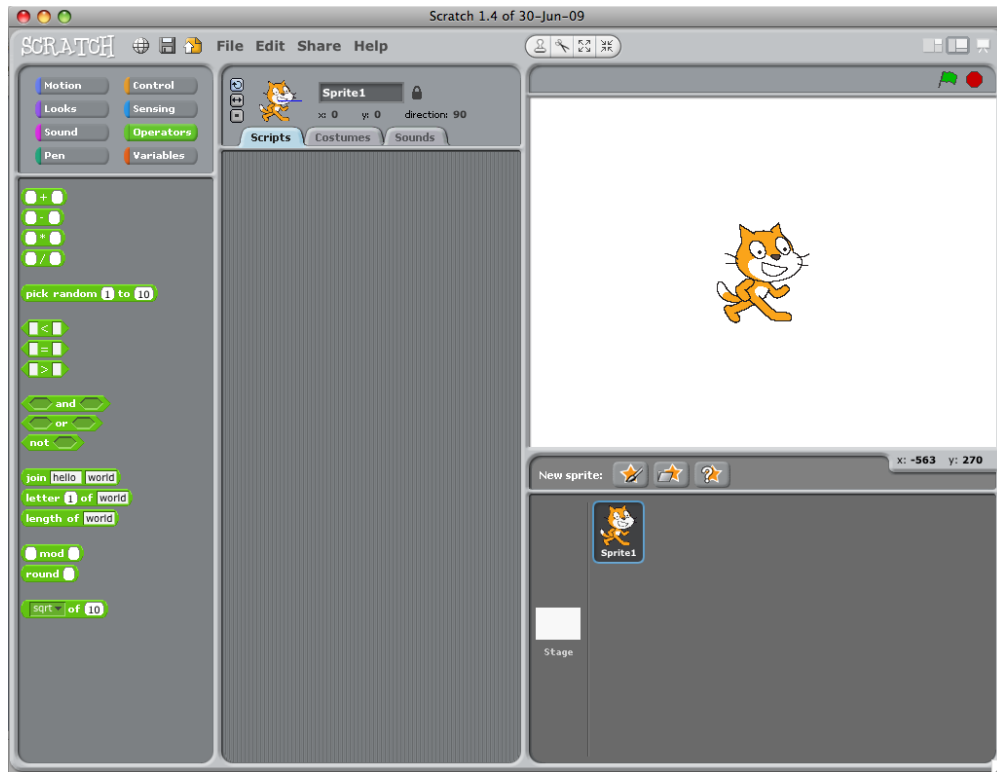 Scratch 1.4 of 30-Jun-09
SCRATCH File Edit Share Help
Motion Control
Looks Sensing
Sound Operators
Pen Variables
+
-
*
/
pick random 1 to 10
<
=
>
and
or
not
join hello world
letter 1 of world
length of world
mod
round
sqrt of 10
Sprite1
x: 0 y: 0 direction: 90
Scripts Costumes Sounds
x: -563 y: 270
New sprite:
Sprite1
Stage